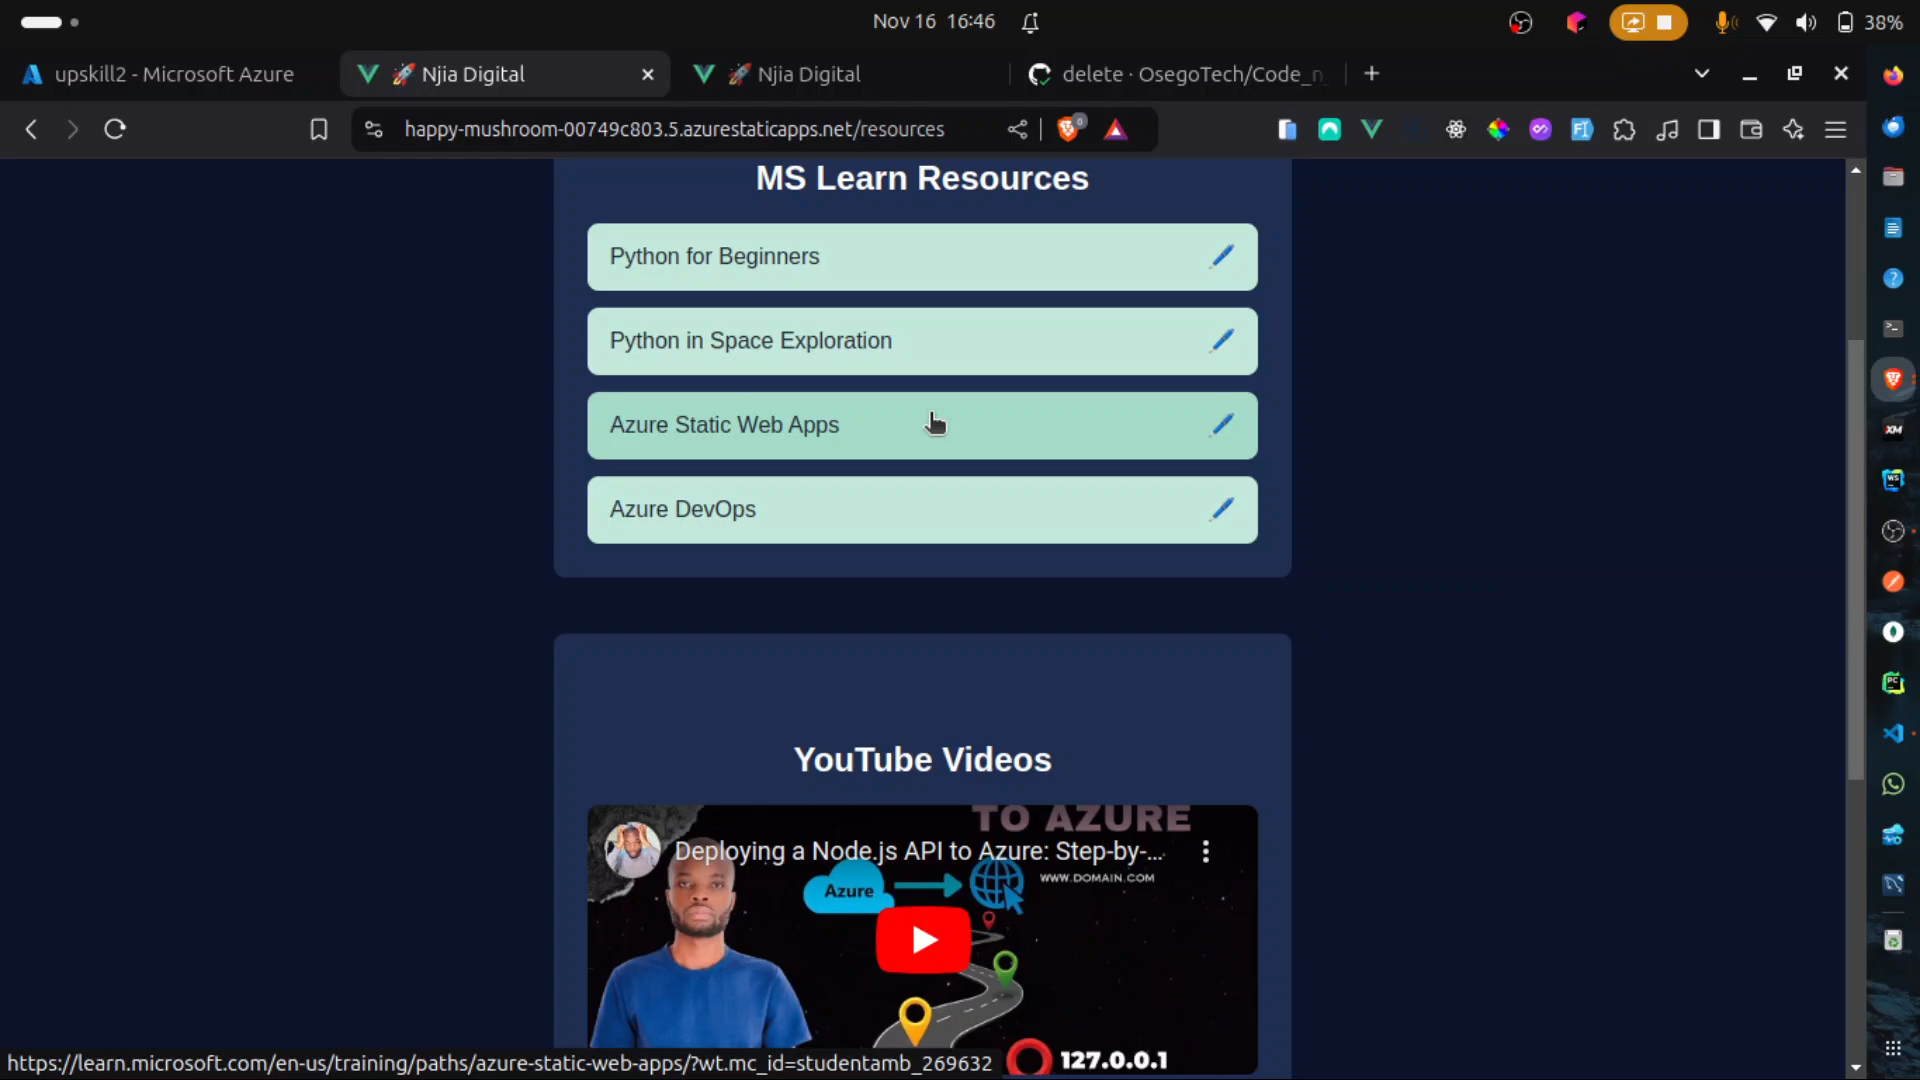 Nov 16 16:46
38%
upskill2 - Microsoft Azure
🚀 Njia Digital
🚀 Njia Digital
delete · OsegoTech/Code_n
happy-mushroom-00749c803.5.azurestaticapps.net/resources
0
MS Learn Resources
Python for Beginners
Python in Space Exploration
Azure Static Web Apps
Azure DevOps
YouTube Videos
TO AZURE
Deploying a Node.js API to Azure: Step-by-...
Azure
WWW.DOMAIN.COM
127.0.0.1
https://learn.microsoft.com/en-us/training/paths/azure-static-web-apps/?wt.mc_id=studentamb_269632